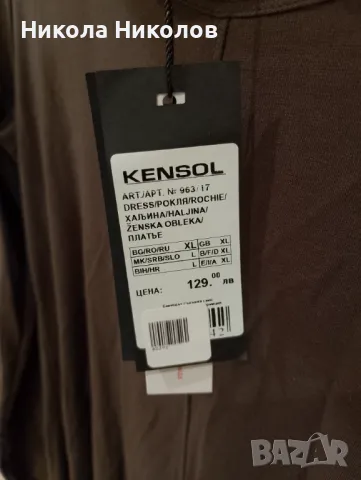 Никола Николов
KENSOL
ART/АРТ. № 963/17
DRESS/РОКЛЯ/ROCHIE/
ХАЉИНА/HALJINA/
ŽENSKA OBLEKA/
ПЛАТЬЕ
BG/RO/RU XL GB XL
MK/SRB/SLO L B/F/D XL
BIH/HR L E/I/A XL
ЦЕНА: 129.00 ЛВ
42
BAZAR